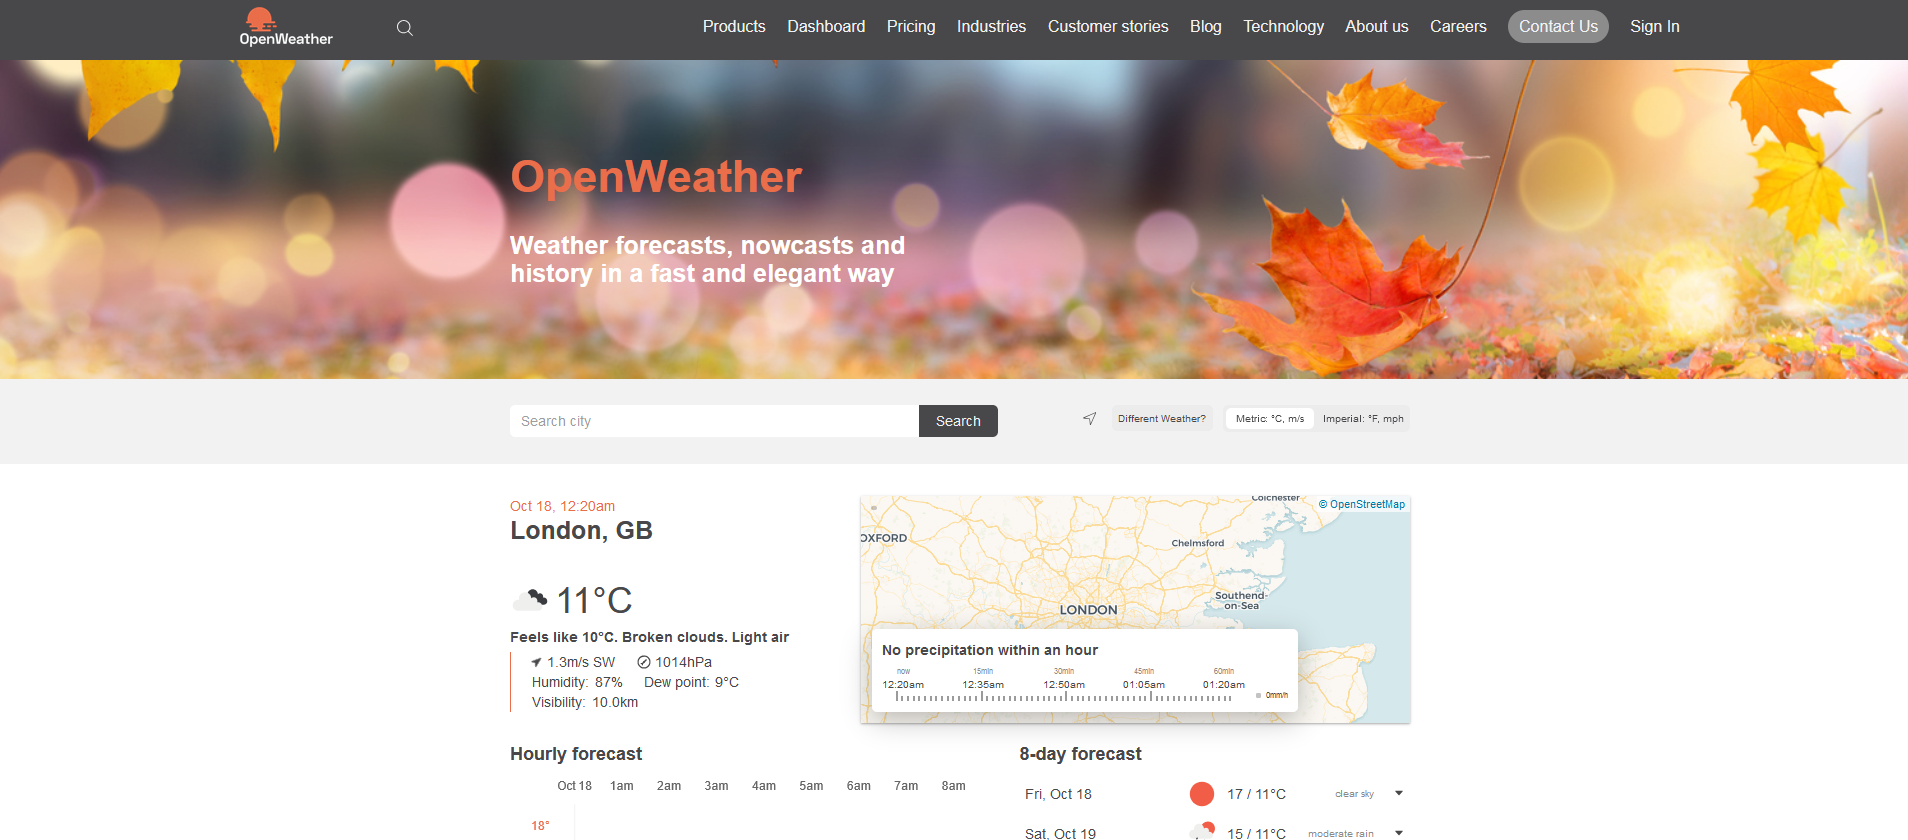 OpenWeather
Products Dashboard Pricing Industries Customer stories Blog Technology About us Careers Contact Us Sign In
OpenWeather
Weather forecasts, nowcasts and
history in a fast and elegant way
Search city
Search
Different Weather?
Metric: °C, m/s
Imperial: °F, mph
Oct 18, 12:20am
London, GB
11°C
Feels like 10°C. Broken clouds. Light air
1.3m/s SW 1014hPa
Humidity: 87% Dew point: 9°C
Visibility: 10.0km
Colchester
© OpenStreetMap
OXFORD
Chelmsford
Southend-
on-Sea
LONDON
No precipitation within an hour
now 15min 30min 45min 60min
12:20am 12:35am 12:50am 01:05am 01:20am
0mm/h
Hourly forecast
Oct 18 1am 2am 3am 4am 5am 6am 7am 8am
18°
8-day forecast
Fri, Oct 18 17 / 11°C clear sky
Sat, Oct 19 15 / 11°C moderate rain